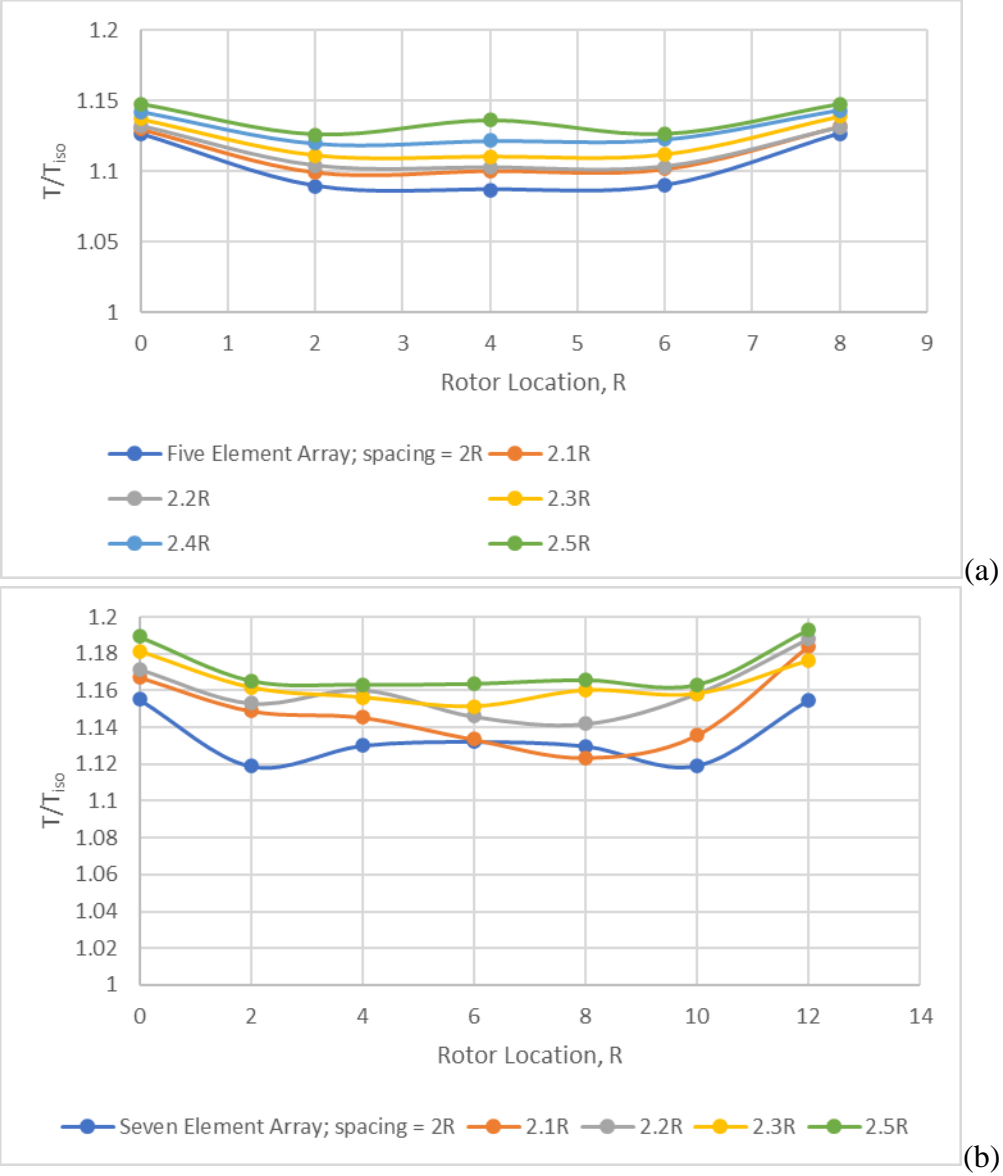 1.2
1.15
1.1
1.05
1
T/Tiso
0 1 2 3 4 5 6 7 8 9
Rotor Location, R
Five Element Array; spacing = 2R 2.1R
2.2R 2.3R
2.4R 2.5R
(a)
1.2
1.18
1.16
1.14
1.12
1.1
1.08
1.06
1.04
1.02
1
T/Tiso
0 2 4 6 8 10 12 14
Rotor Location, R
Seven Element Array; spacing = 2R 2.1R 2.2R 2.3R 2.5R
(b)